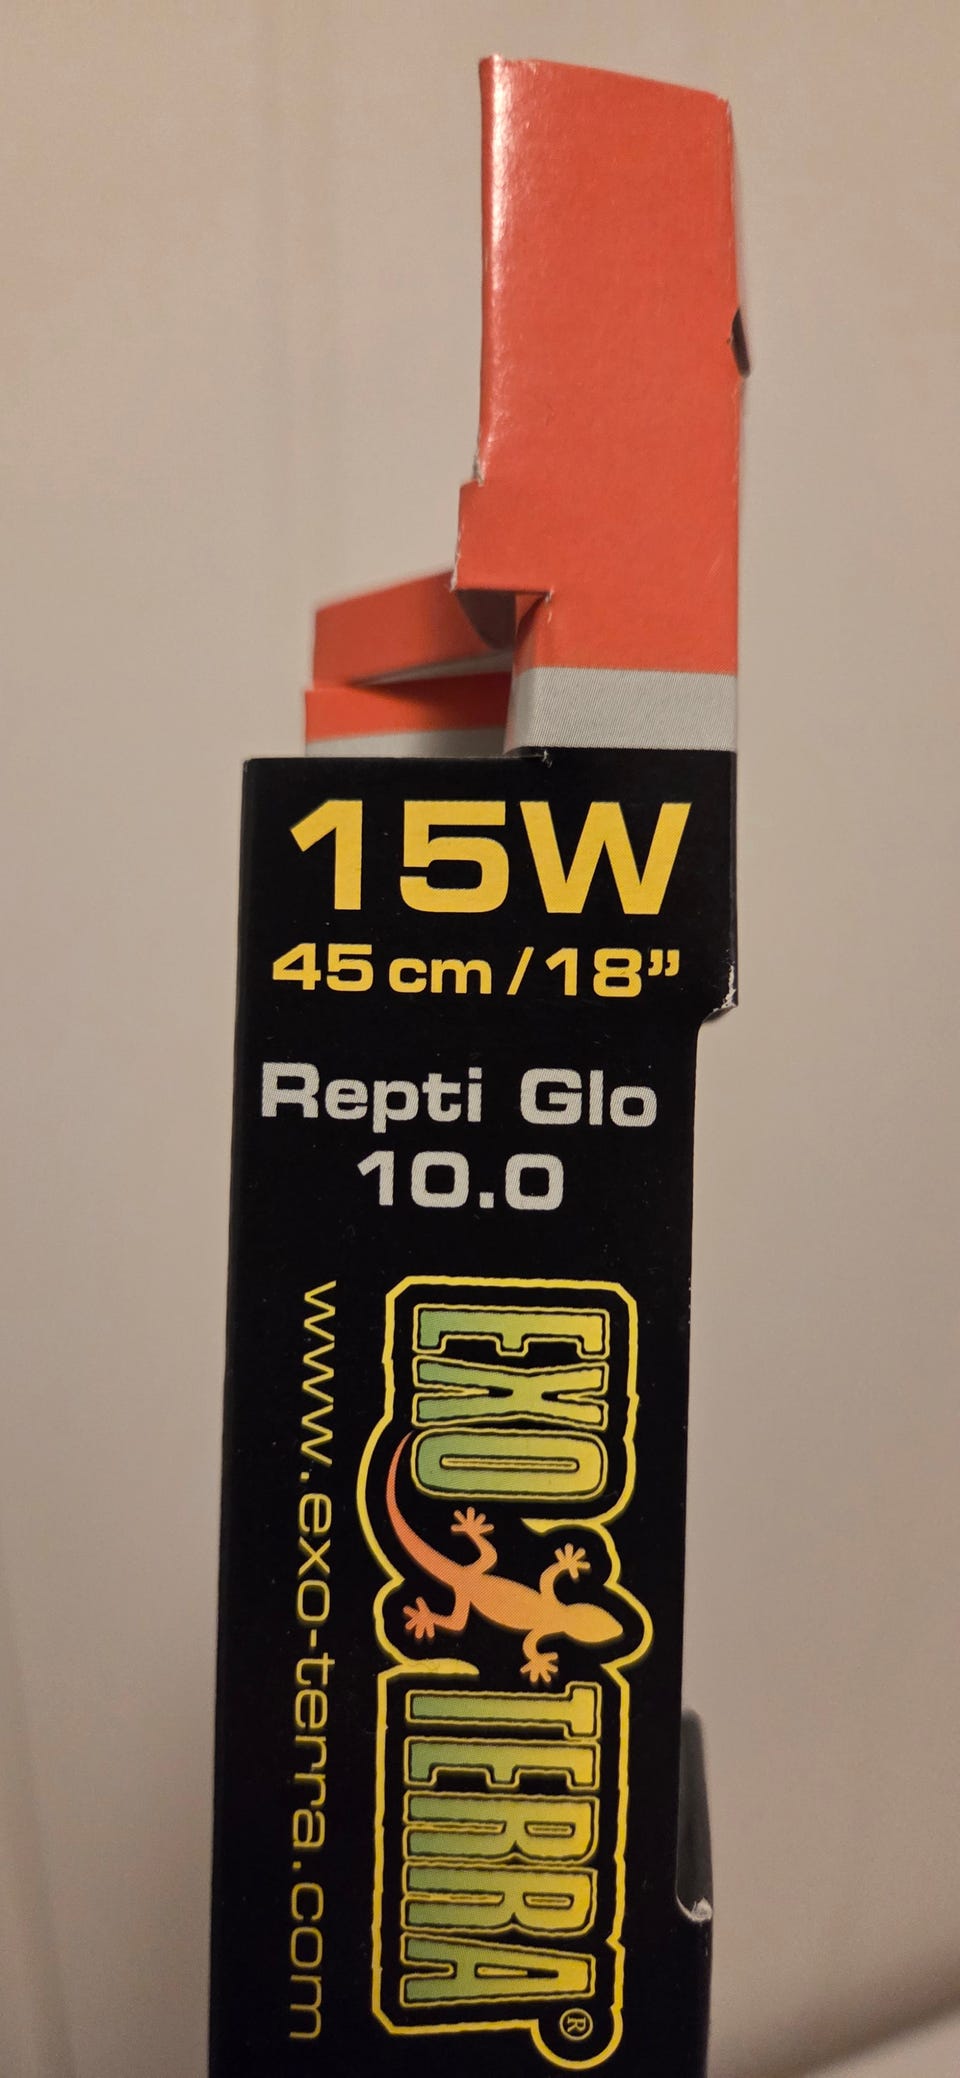 15W
45 cm / 18”
Repti Glo
10.0
EXO TERRA®
www.exo-terra.com